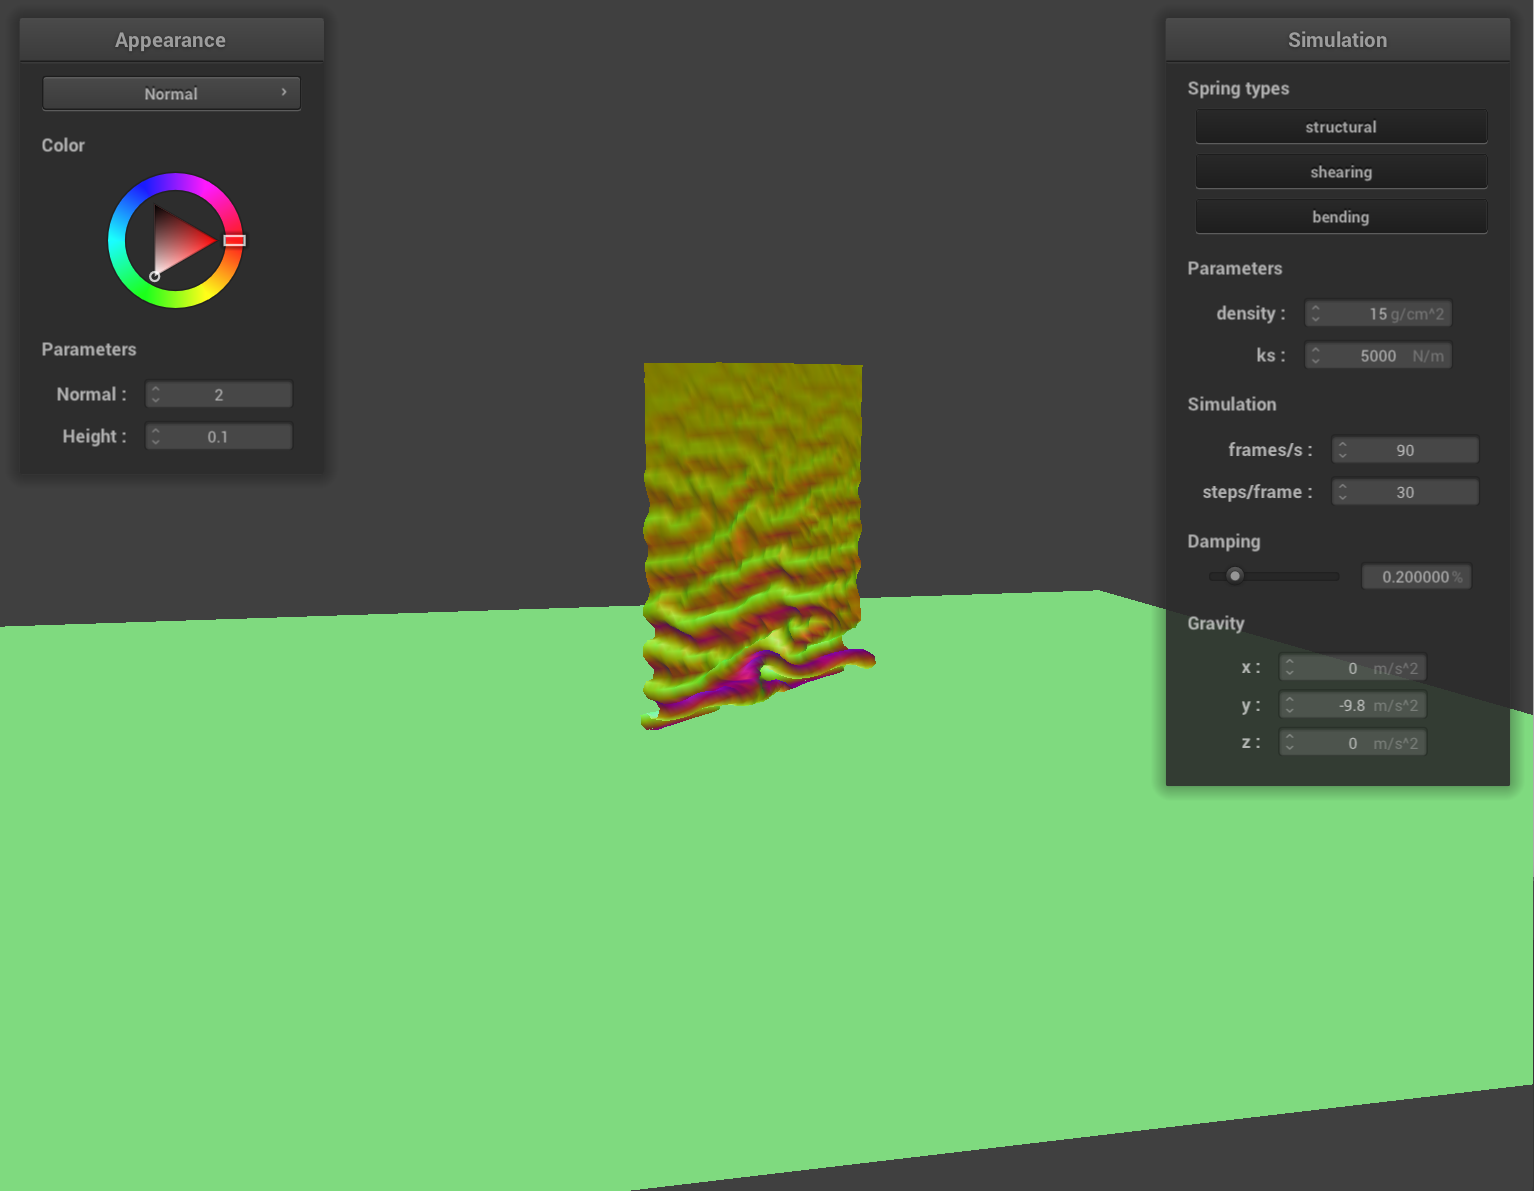 Appearance
Normal
Color
Parameters
Normal : 2
Height : 0.1
Simulation
Spring types
structural
shearing
bending
Parameters
density : 15 g/cm^2
ks : 5000 N/m
Simulation
frames/s : 90
steps/frame : 30
Damping
0.200000 %
Gravity
x : 0 m/s^2
y : -9.8 m/s^2
z : 0 m/s^2